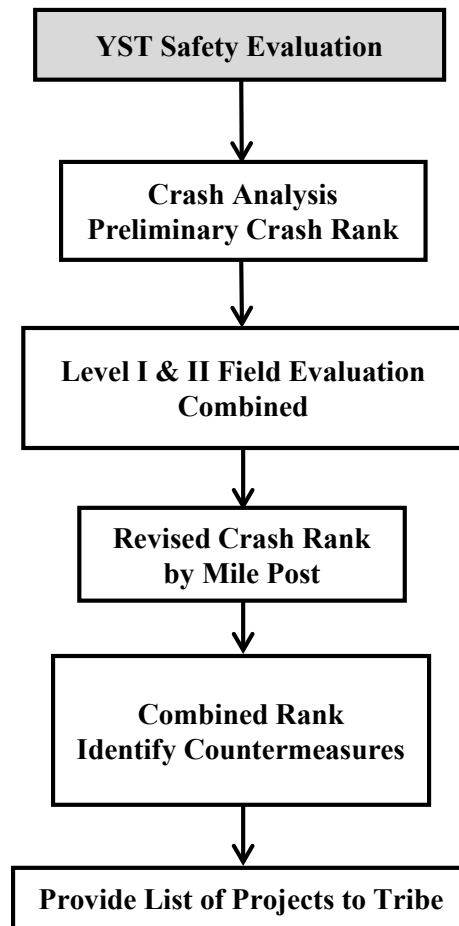 YST Safety Evaluation
Crash Analysis
Preliminary Crash Rank
Level I & II Field Evaluation
Combined
Revised Crash Rank
by Mile Post
Combined Rank
Identify Countermeasures
Provide List of Projects to Tribe